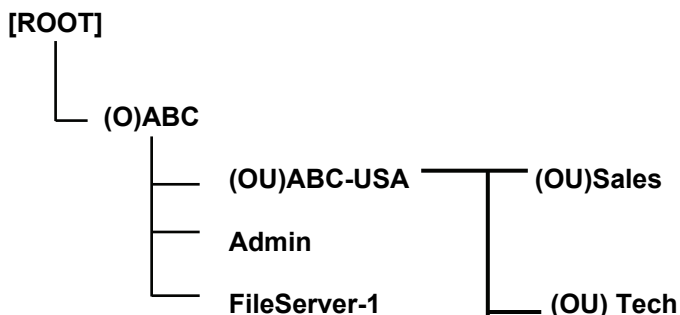 [ROOT]
(O)ABC
(OU)ABC-USA
(OU)Sales
Admin
FileServer-1
(OU) Tech